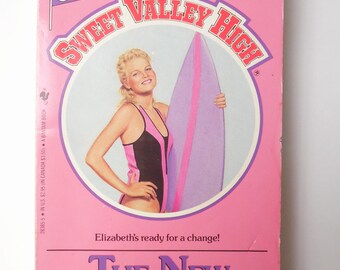 SWEET VALLEY HIGH
®
Elizabeth's ready for a change!
THE NEW